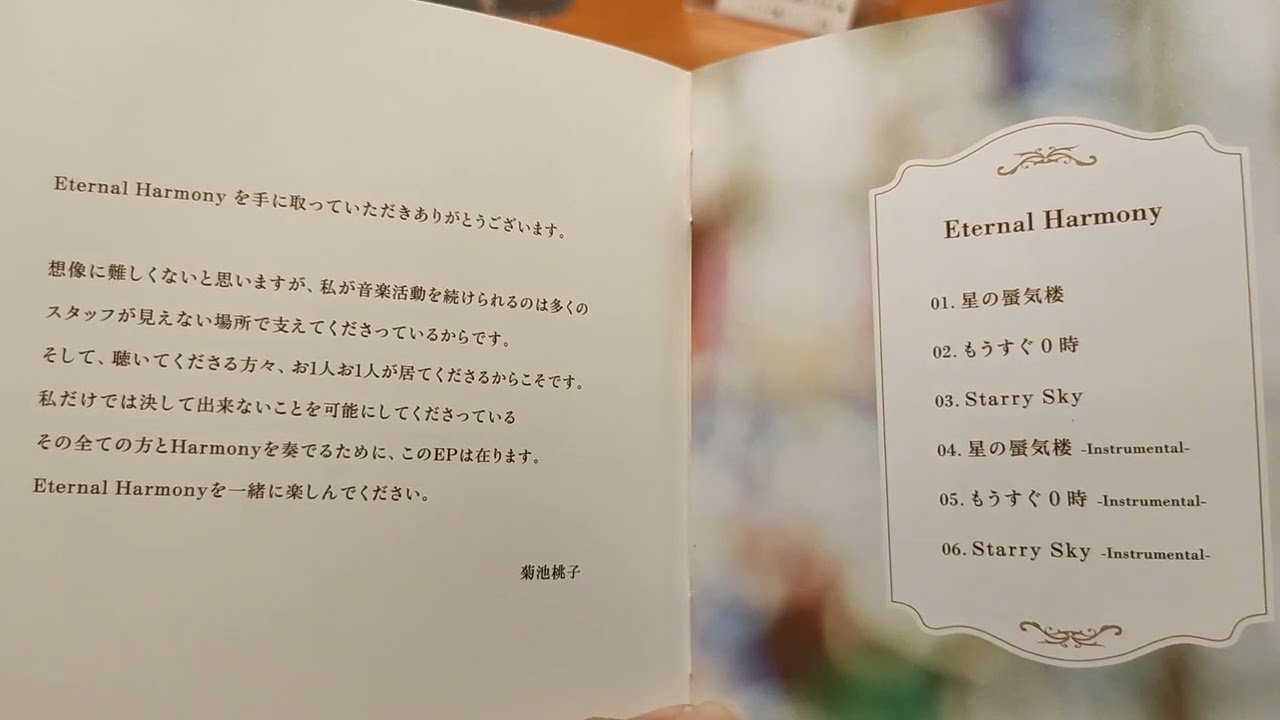 Eternal Harmony を手に取っていただきありがとうございます。
想像に難しくないと思いますが、私が音楽活動を続けられるのは多くの
スタッフが見えない場所で支えてくださっているからです。
そして、聴いてくださる方々、お1人お1人が居てくださるからこそです。
私だけでは決して出来ないことを可能にしてくださっている
その全ての方とHarmonyを奏でるために、このEPは在ります。
Eternal Harmonyを一緒に楽しんでください。
菊池桃子
Eternal Harmony
01. 星の蜃気楼
02. もうすぐ0時
03. Starry Sky
04. 星の蜃気楼 -Instrumental-
05. もうすぐ0時 -Instrumental-
06. Starry Sky -Instrumental-